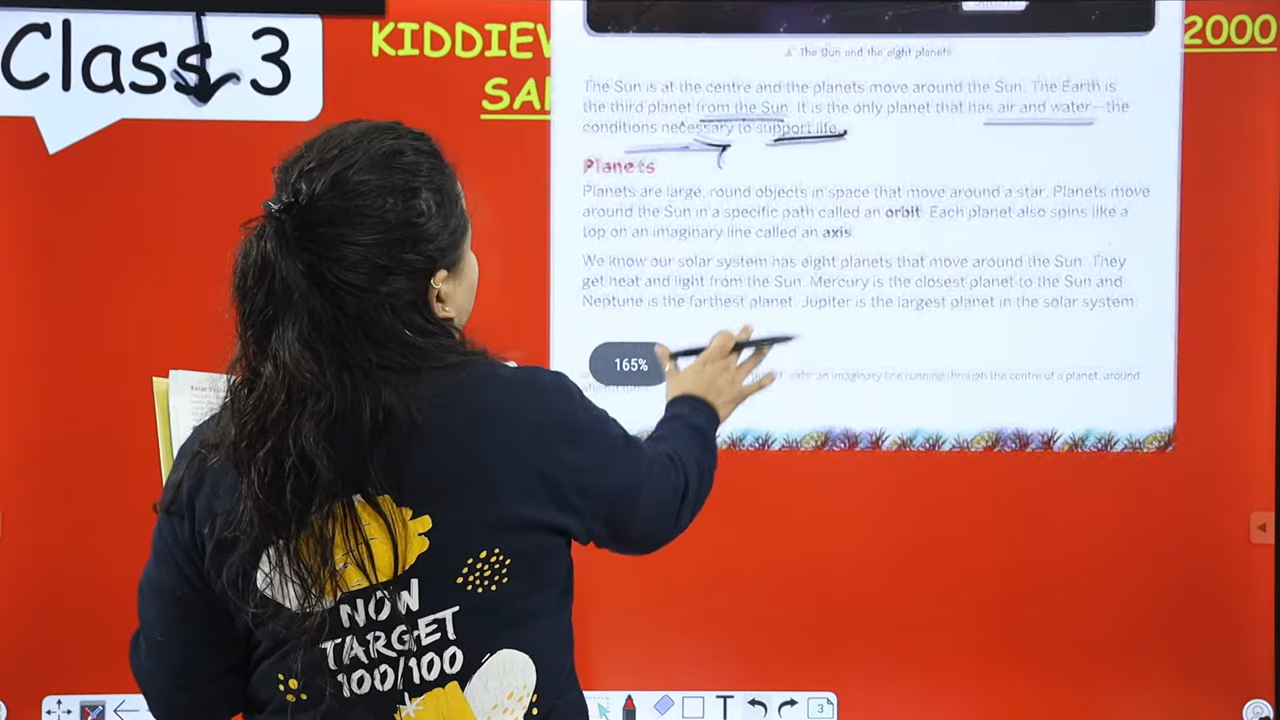 Class 3
KIDDIEW
SA
2000
The Sun and the eight planets
The Sun is at the centre and the planets move around the Sun. The Earth is
the third planet from the Sun. It is the only planet that has air and water—the
conditions necessary to support life.
Planets
Planets are large, round objects in space that move around a star. Planets move
around the Sun in a specific path called an orbit. Each planet also spins like a
top on an imaginary line called an axis.
We know our solar system has eight planets that move around the Sun. They
get heat and light from the Sun. Mercury is the closest planet to the Sun and
Neptune is the farthest planet. Jupiter is the largest planet in the solar system.
165%
axis: an imaginary line running through the centre of a planet, around
NOW
TARGET
100/100
T
3